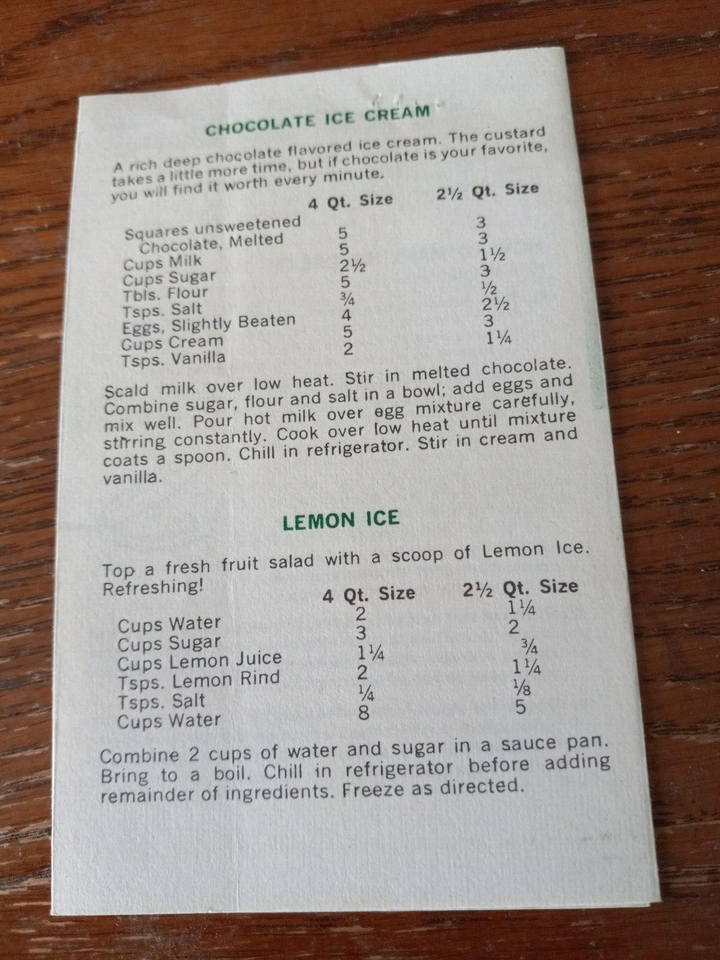 CHOCOLATE ICE CREAM
A rich deep chocolate flavored ice cream. The custard
takes a little more time, but if chocolate is your favorite,
you will find it worth every minute.
4 Qt. Size 2½ Qt. Size
Squares unsweetened
Chocolate, Melted 5 3
Cups Milk 5 3
Cups Sugar 2½ 1½
Tbls. Flour 5 3
Tsps. Salt ¾ ½
Eggs, Slightly Beaten 4 2½
Cups Cream 5 3
Tsps. Vanilla 2 1¼
Scald milk over low heat. Stir in melted chocolate.
Combine sugar, flour and salt in a bowl; add eggs and
mix well. Pour hot milk over egg mixture carefully,
stirring constantly. Cook over low heat until mixture
coats a spoon. Chill in refrigerator. Stir in cream and
vanilla.
LEMON ICE
Top a fresh fruit salad with a scoop of Lemon Ice.
Refreshing!
4 Qt. Size 2½ Qt. Size
Cups Water 2 1¼
Cups Sugar 3 2
Cups Lemon Juice 1¼ ¾
Tsps. Lemon Rind 2 1¼
Tsps. Salt ¼ ⅛
Cups Water 8 5
Combine 2 cups of water and sugar in a sauce pan.
Bring to a boil. Chill in refrigerator before adding
remainder of ingredients. Freeze as directed.